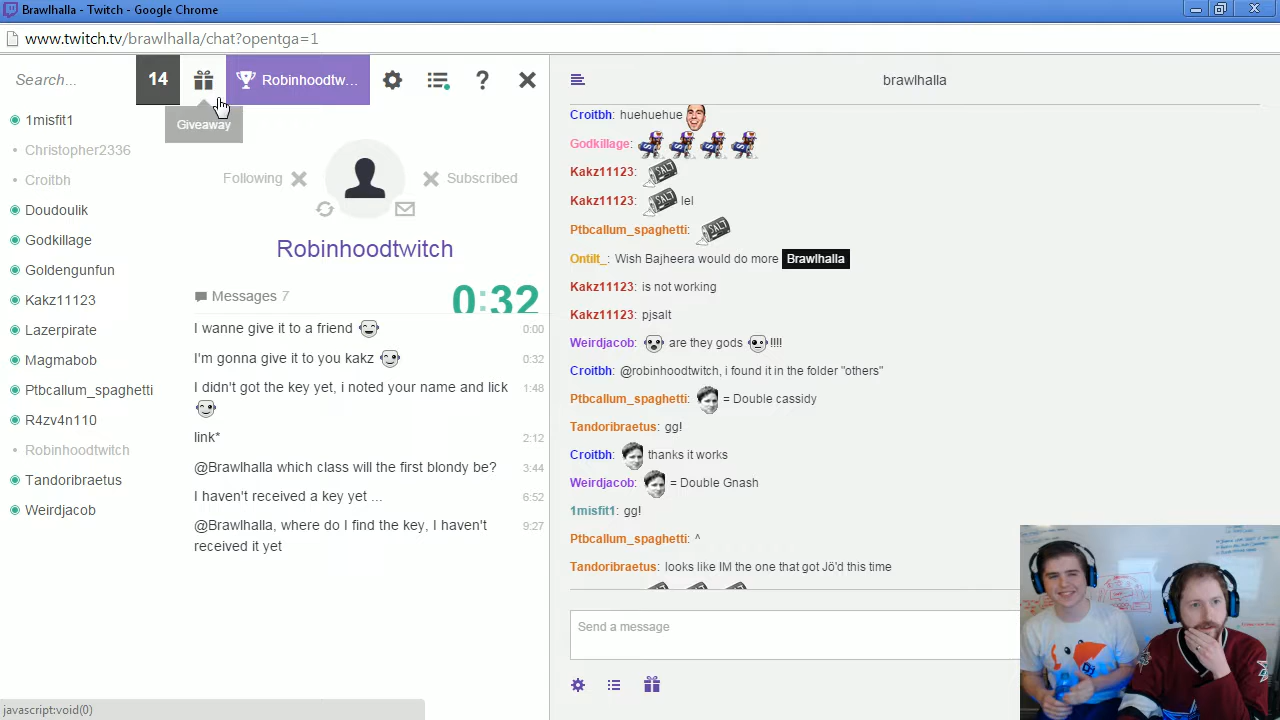 Brawlhalla - Twitch - Google Chrome
www.twitch.tv/brawlhalla/chat?opentga=1
Search...
14
Robinhoodtw...
?
Giveaway
1misfit1
Christopher2336
Croitbh
Doudoulik
Godkillage
Goldengunfun
Kakz11123
Lazerpirate
Magmabob
Ptbcallum_spaghetti
R4zv4n110
Robinhoodtwitch
Tandoribraetus
Weirdjacob
Following
Subscribed
Robinhoodtwitch
Messages 7
0:32
I wanne give it to a friend 0:00
I'm gonna give it to you kakz 0:32
I didn't got the key yet, i noted your name and lick 1:48
link* 2:12
@Brawlhalla which class will the first blondy be? 3:44
I haven't received a key yet ... 6:52
@Brawlhalla, where do I find the key, I haven't 9:27
received it yet
javascript:void(0)
brawlhalla
Croitbh: huehuehue
Godkillage:
Kakz11123: SALT
Kakz11123: SALT lel
Ptbcallum_spaghetti: SALT
Ontilt_: Wish Bajheera would do more Brawlhalla
Kakz11123: is not working
Kakz11123: pjsalt
Weirdjacob: are they gods !!!!
Croitbh: @robinhoodtwitch, i found it in the folder "others"
Ptbcallum_spaghetti: = Double cassidy
Tandoribraetus: gg!
Croitbh: thanks it works
Weirdjacob: = Double Gnash
1misfit1: gg!
Ptbcallum_spaghetti: ^
Tandoribraetus: looks like IM the one that got Jö'd this time
Send a message